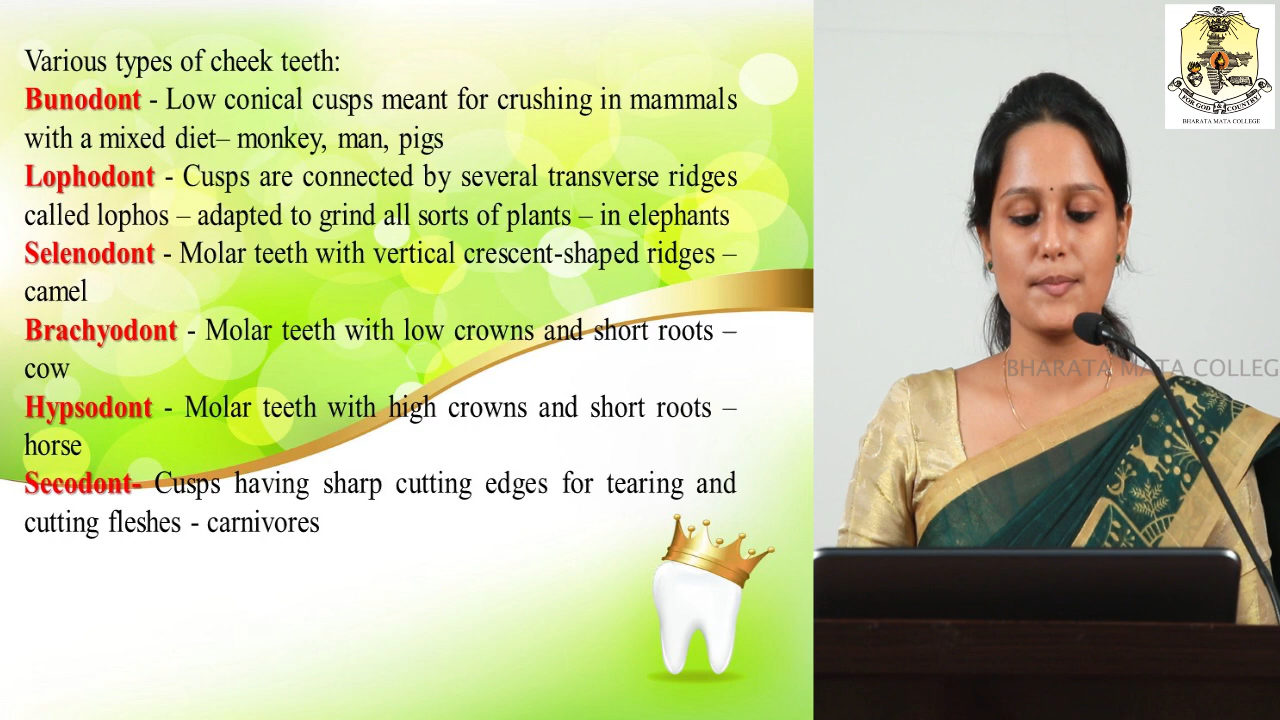 Various types of cheek teeth:
Bunodont - Low conical cusps meant for crushing in mammals
with a mixed diet– monkey, man, pigs
Lophodont - Cusps are connected by several transverse ridges
called lophos – adapted to grind all sorts of plants – in elephants
Selenodont - Molar teeth with vertical crescent-shaped ridges –
camel
Brachyodont - Molar teeth with low crowns and short roots –
cow
Hypsodont - Molar teeth with high crowns and short roots –
horse
Secodont- Cusps having sharp cutting edges for tearing and
cutting fleshes - carnivores
FOR GOD & COUNTRY
BHARATA MATA COLLEGE
BHARATA MATA COLLEG